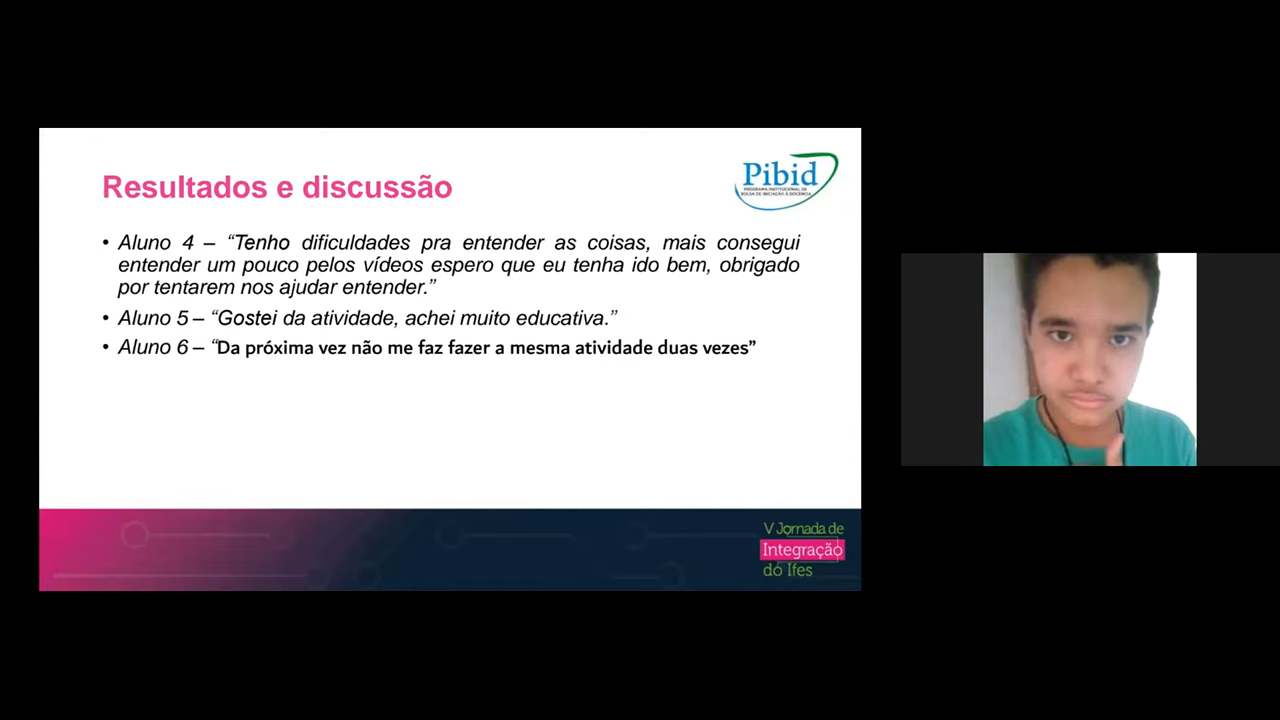 Resultados e discussão
Pibid
PROGRAMA INSTITUCIONAL DE
BOLSA DE INICIAÇÃO À DOCÊNCIA
• Aluno 4 – “Tenho dificuldades pra entender as coisas, mais consegui
entender um pouco pelos vídeos espero que eu tenha ido bem, obrigado
por tentarem nos ajudar entender.”
• Aluno 5 – “Gostei da atividade, achei muito educativa.”
• Aluno 6 – “Da próxima vez não me faz fazer a mesma atividade duas vezes”
V Jornada de
Integração
do Ifes